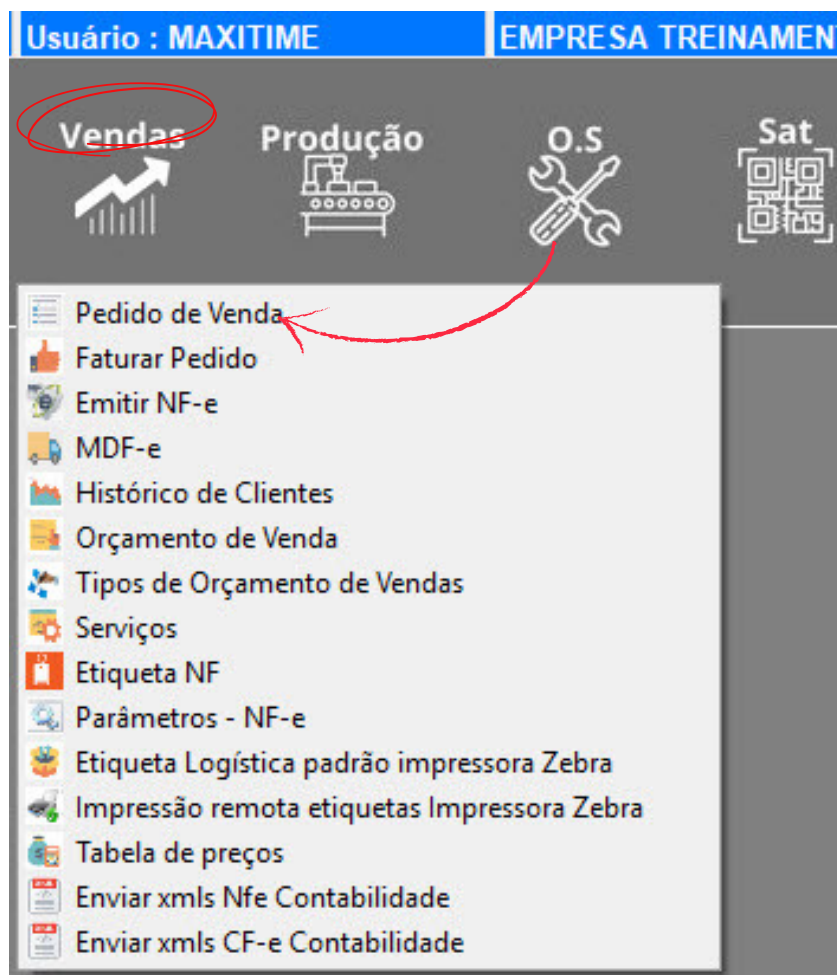 Usuário : MAXITIME EMPRESA TREINAMEN
Vendas Produção O.S Sat
Pedido de Venda
Faturar Pedido
Emitir NF-e
MDF-e
Histórico de Clientes
Orçamento de Venda
Tipos de Orçamento de Vendas
Serviços
Etiqueta NF
Parâmetros - NF-e
Etiqueta Logística padrão impressora Zebra
Impressão remota etiquetas Impressora Zebra
Tabela de preços
Enviar xmls Nfe Contabilidade
Enviar xmls CF-e Contabilidade